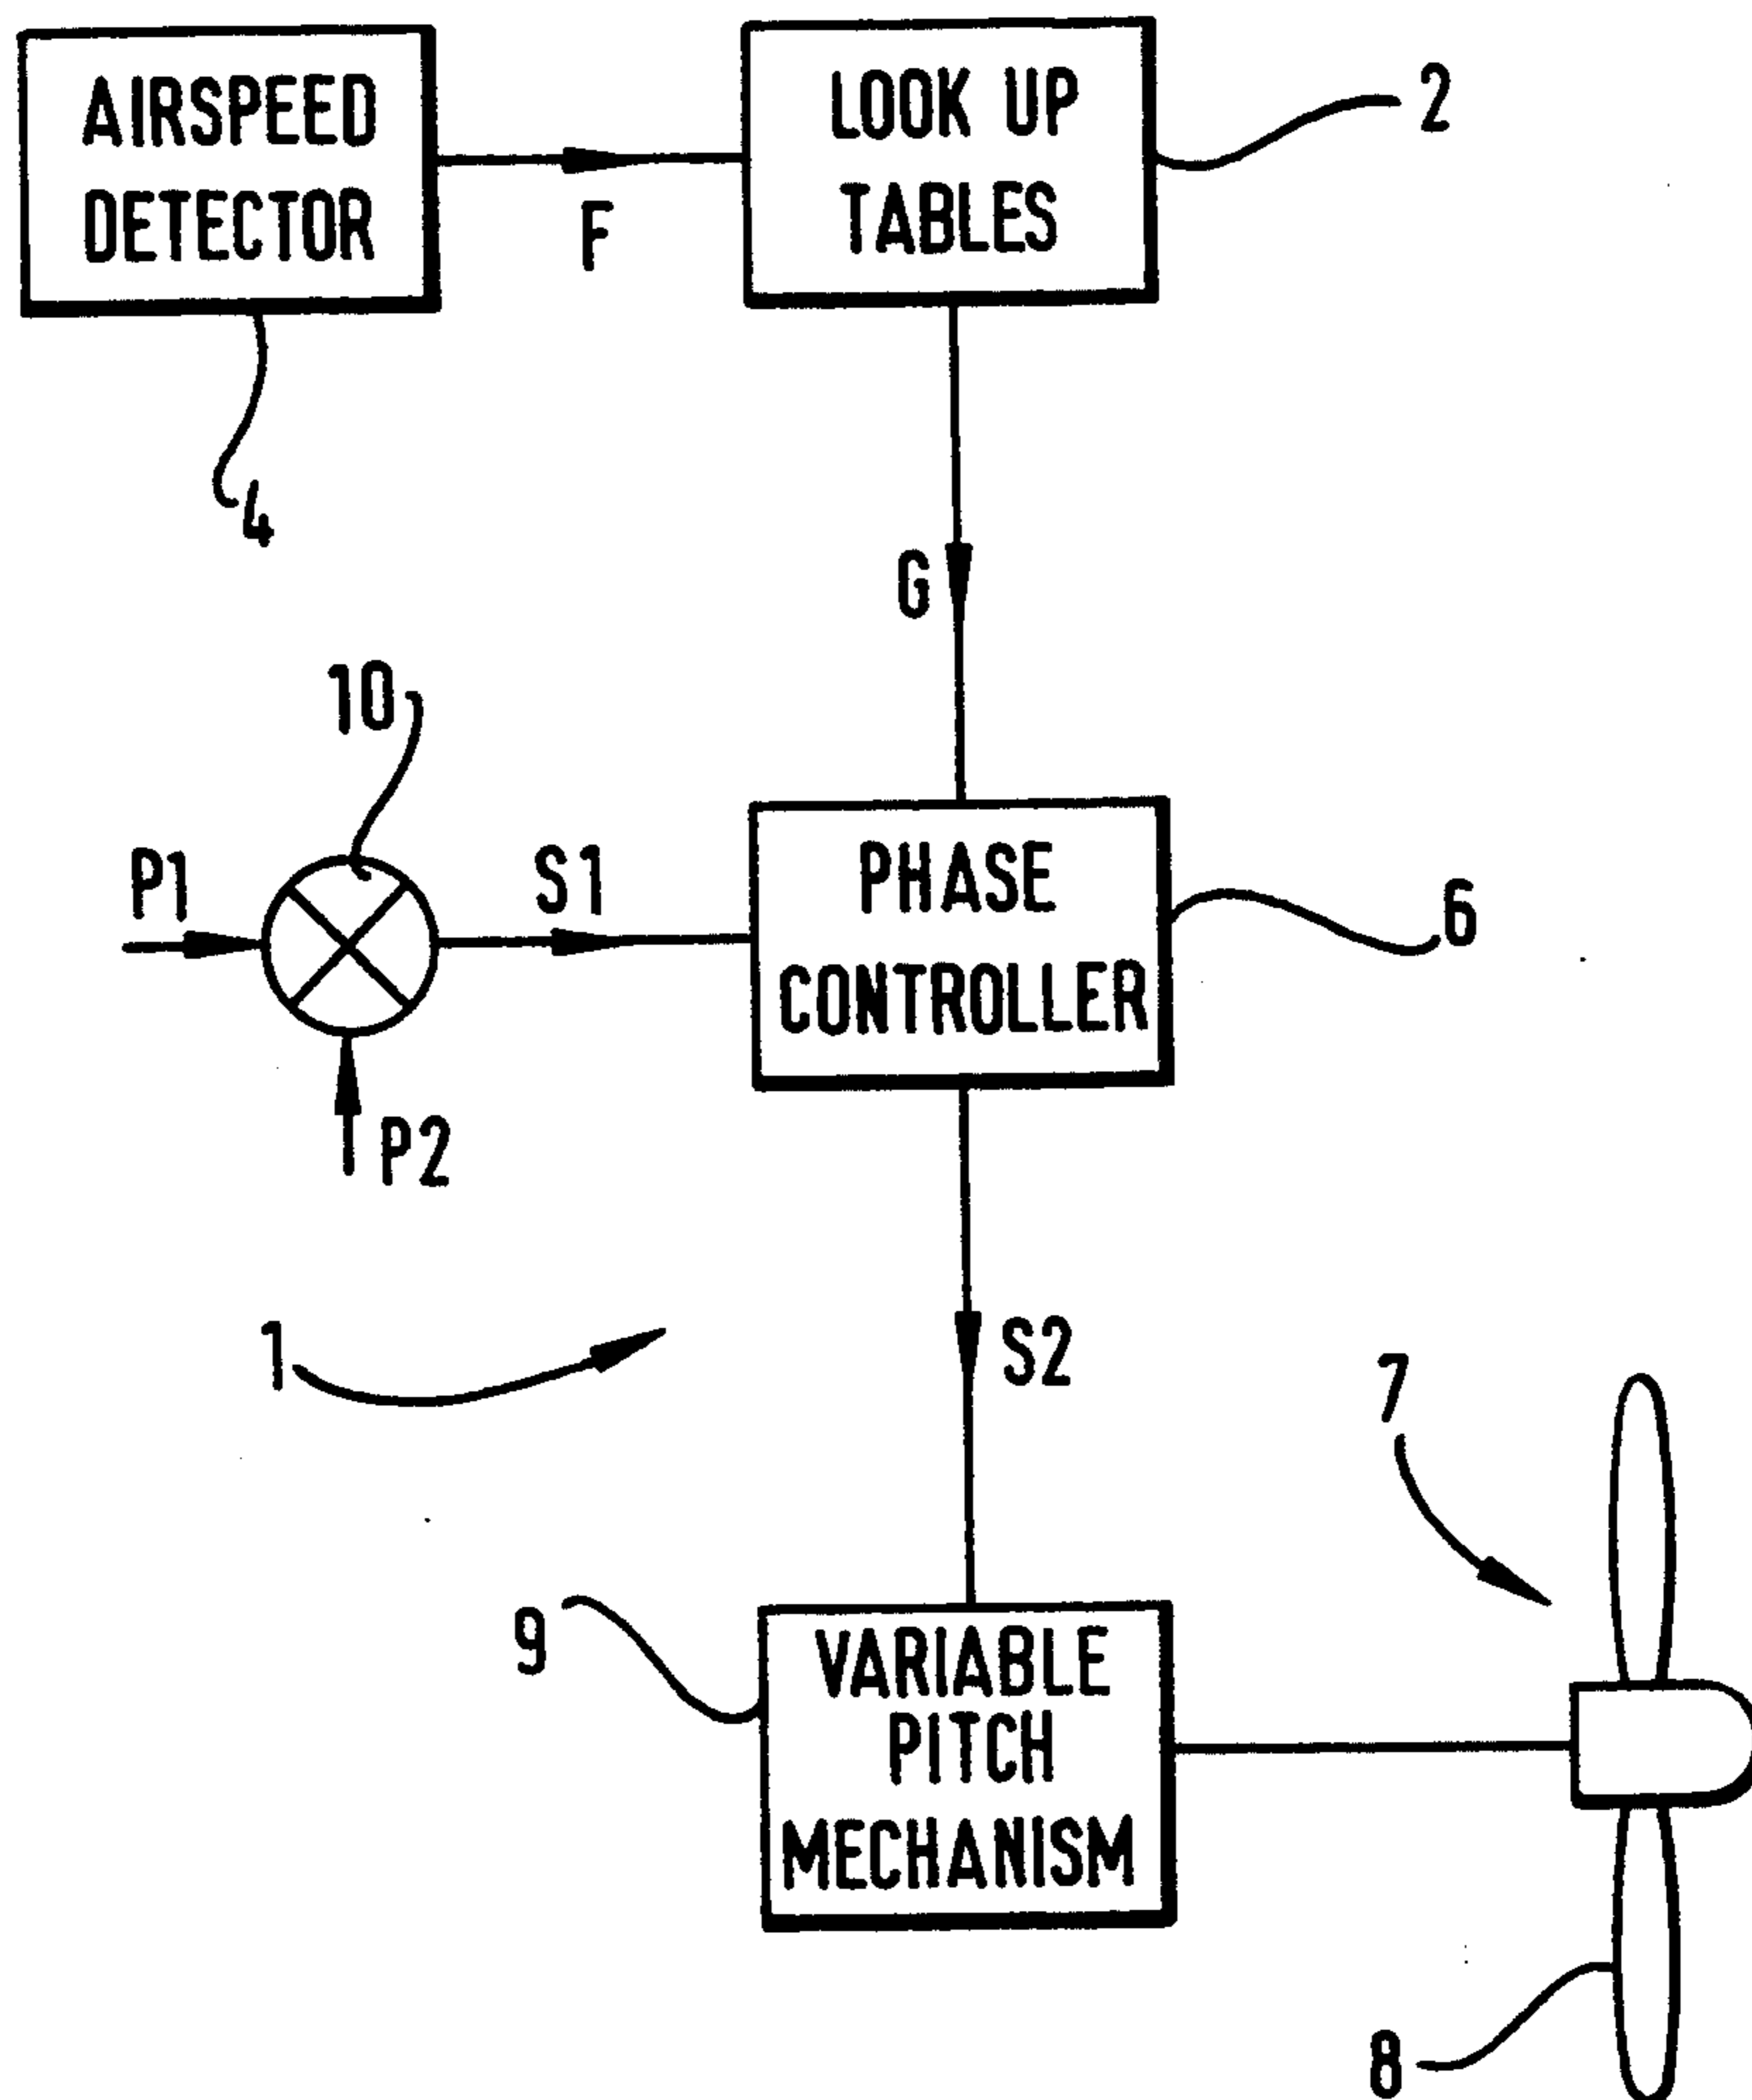 AIRSPEED
DETECTOR
LOOK UP
TABLES
2
F
4
G
10
P1
S1
PHASE
CONTROLLER
6
P2
1
S2
7
9
VARIABLE
PITCH
MECHANISM
8